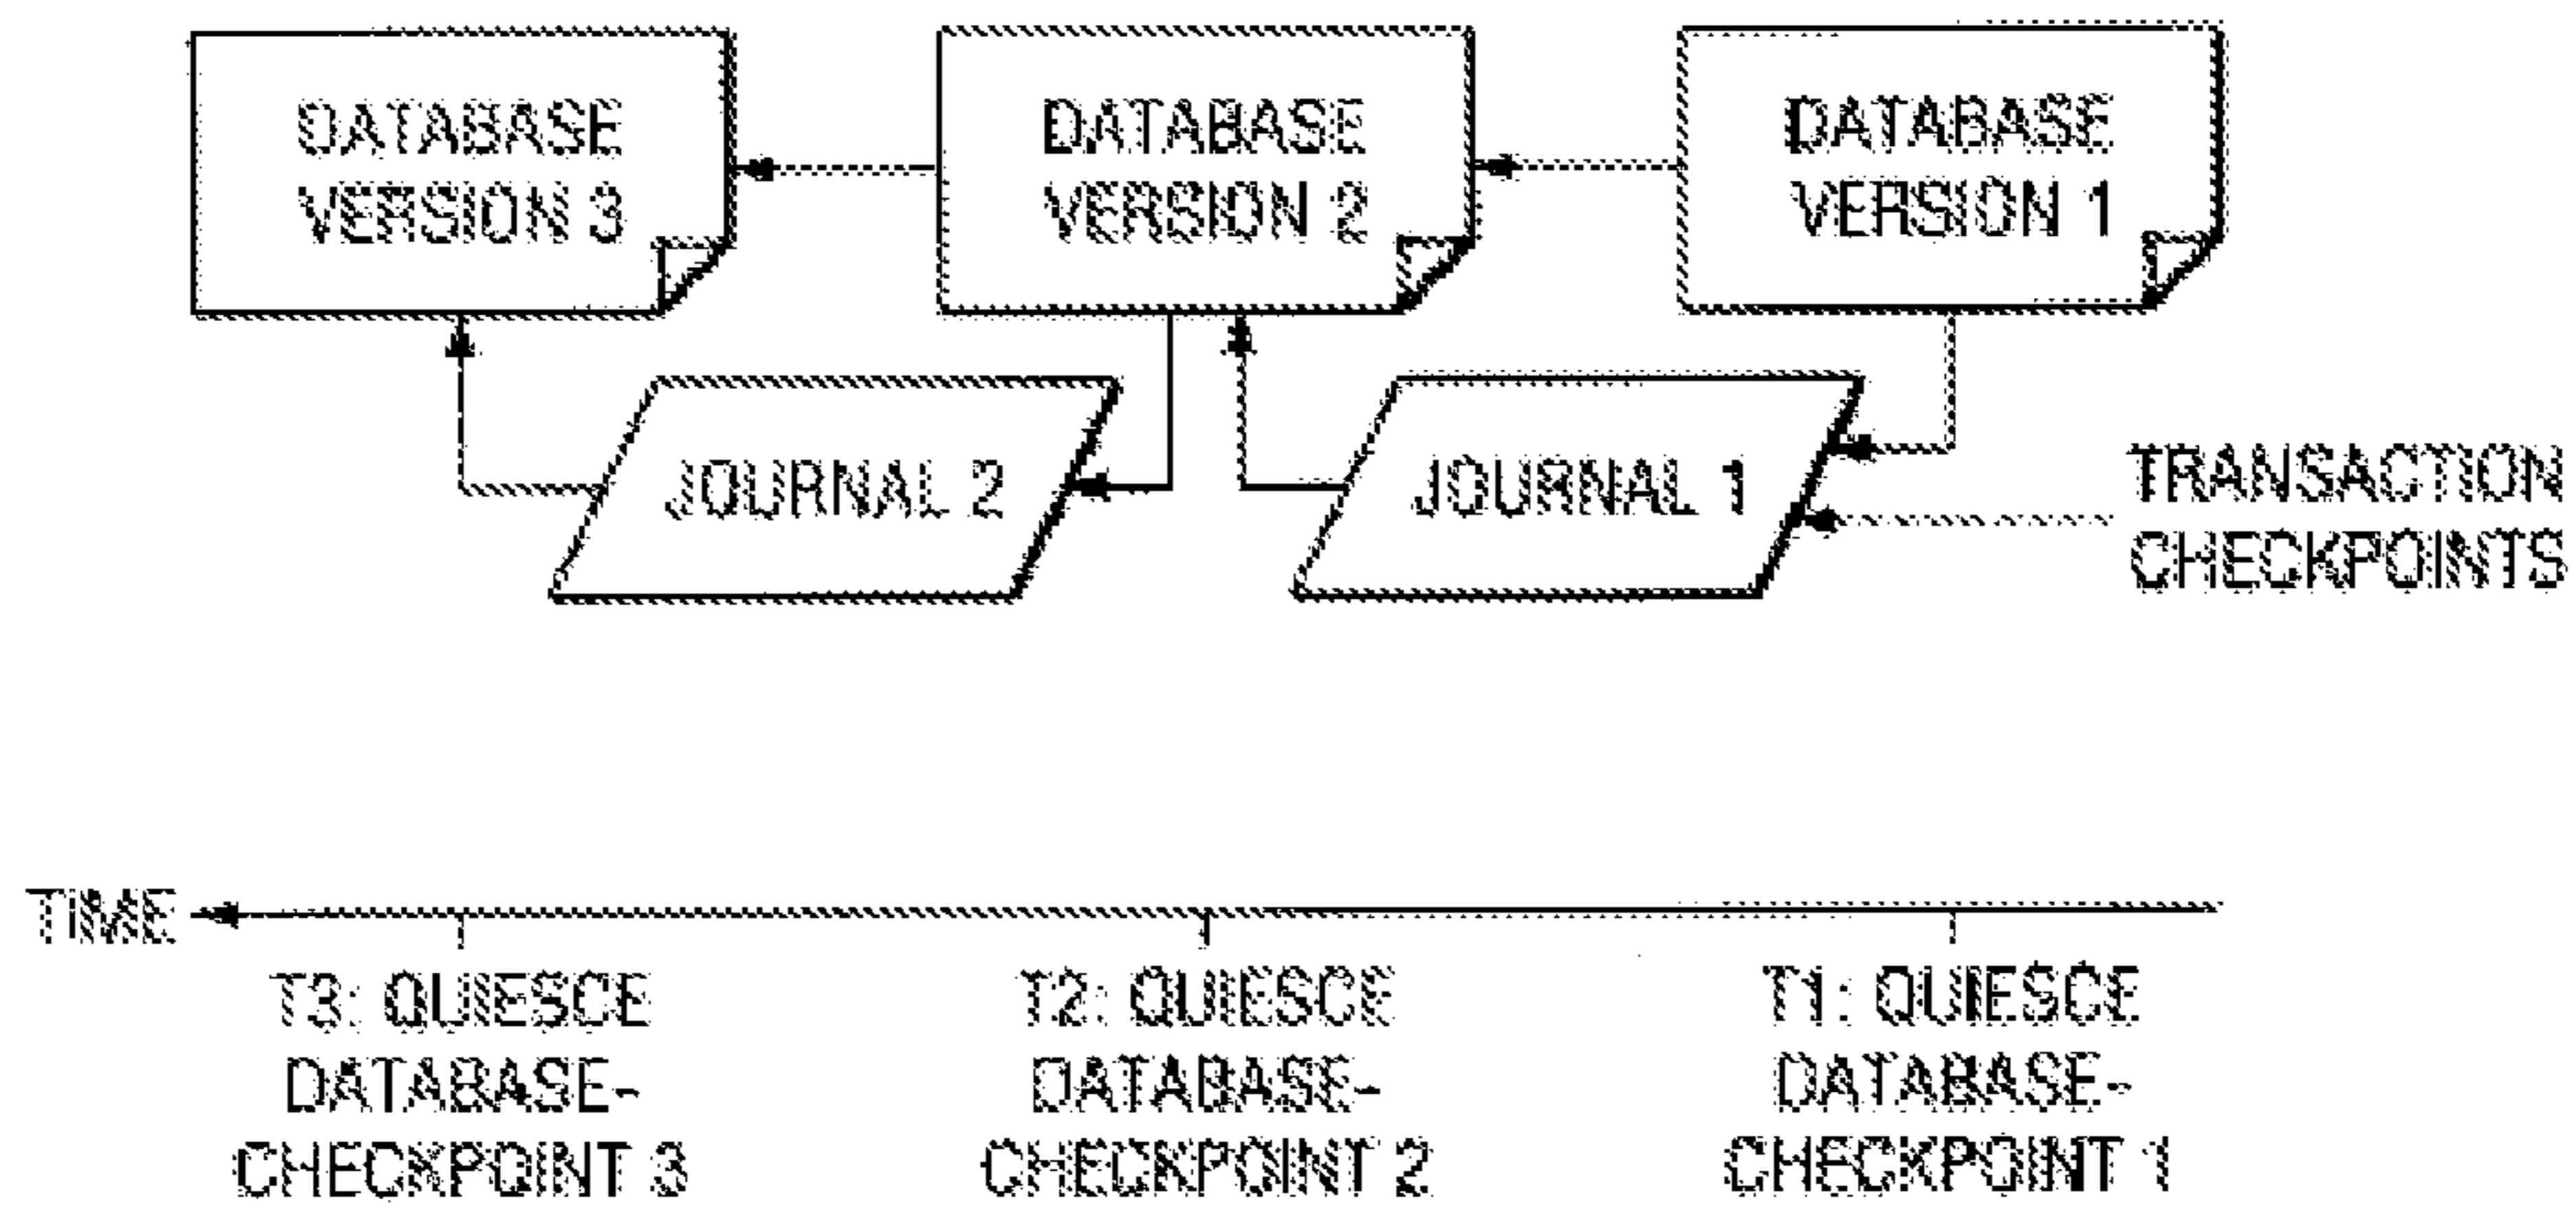 DATABASE
VERSION 3
DATABASE
VERSION 2
DATABASE
VERSION 1
JOURNAL 2
JOURNAL 1
TRANSACTION
CHECKPOINTS
TIME
T3: QUIESCE
DATABASE-
CHECKPOINT 3
T2: QUIESCE
DATABASE-
CHECKPOINT 2
T1: QUIESCE
DATABASE-
CHECKPOINT 1